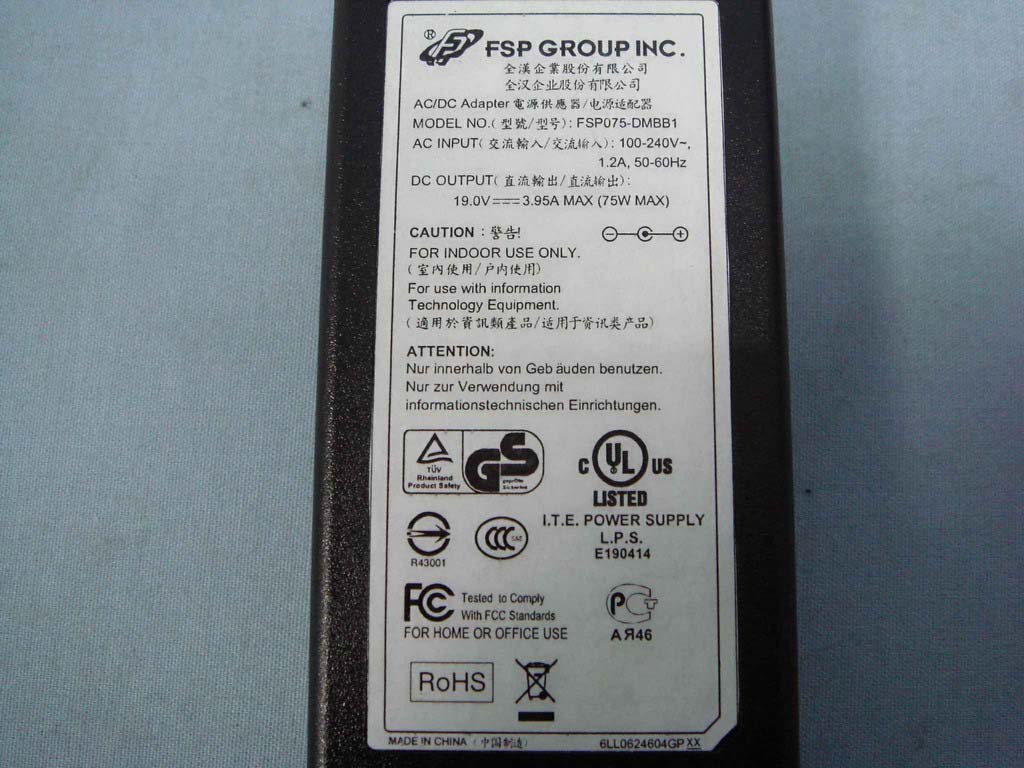 ® FSP GROUP INC.
全漢企業股份有限公司
全汉企业股份有限公司
AC/DC Adapter 電源供應器/电源适配器
MODEL NO.( 型號/型号): FSP075-DMBB1
AC INPUT( 交流輸入/交流输入): 100-240V~,
1.2A, 50-60Hz
DC OUTPUT( 直流輸出/直流输出):
19.0V⎓3.95A MAX (75W MAX)
CAUTION : 警告!
FOR INDOOR USE ONLY.
( 室內使用/户内使用)
For use with information
Technology Equipment.
( 適用於資訊類產品/适用于资讯类产品)
ATTENTION:
Nur innerhalb von Geb äuden benutzen.
Nur zur Verwendung mit
informationstechnischen Einrichtungen.
TÜV
Rheinland
Product Safety
GS
geprüfte
Sicherheit
C UL US
LISTED
I.T.E. POWER SUPPLY
L.P.S.
E190414
R43001
CCC S&E
FC Tested to Comply
With FCC Standards
FOR HOME OR OFFICE USE
PCT
АЯ46
RoHS
MADE IN CHINA ( 中国制造)
6LL0624604GP XX